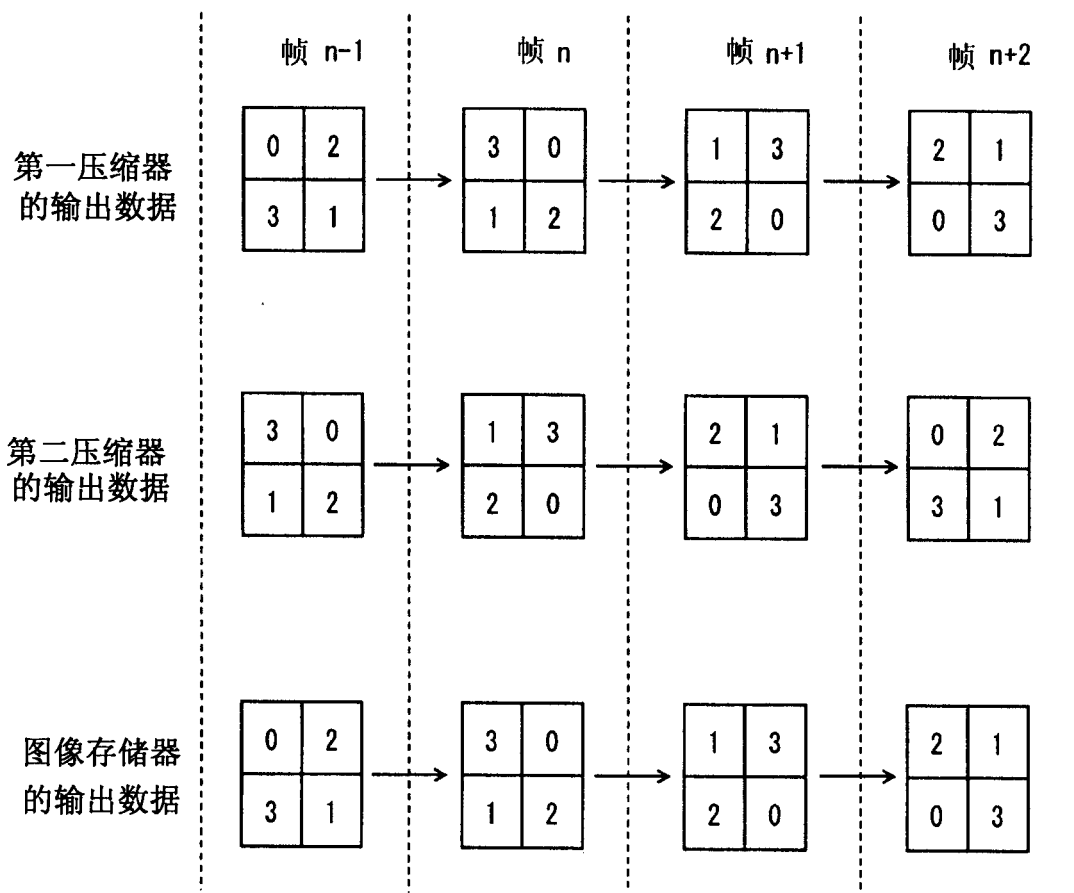 帧 n-1 帧 n 帧 n+1 帧 n+2
第一压缩器
的输出数据
0 2 3 0 1 3 2 1
3 1 1 2 2 0 0 3
第二压缩器
的输出数据
3 0 1 3 2 1 0 2
1 2 2 0 0 3 3 1
图像存储器
的输出数据
0 2 3 0 1 3 2 1
3 1 1 2 2 0 0 3